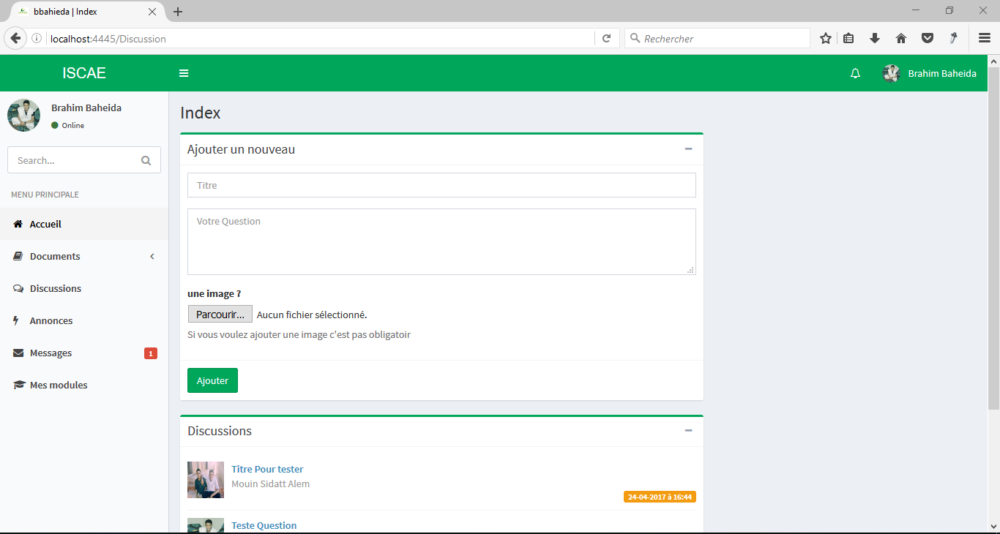 bbahieda | Index
localhost:4445/Discussion
Rechercher
ISCAE
Brahim Baheida
Brahim Baheida
Online
Search...
MENU PRINCIPALE
Accueil
Documents
Discussions
Annonces
Messages
1
Mes modules
Index
Ajouter un nouveau
Titre
Votre Question
une image ?
Parcourir... Aucun fichier sélectionné.
Si vous voulez ajouter une image c'est pas obligatoir
Ajouter
Discussions
Titre Pour tester
Mouin Sidatt Alem
24-04-2017 à 16:44
Teste Question